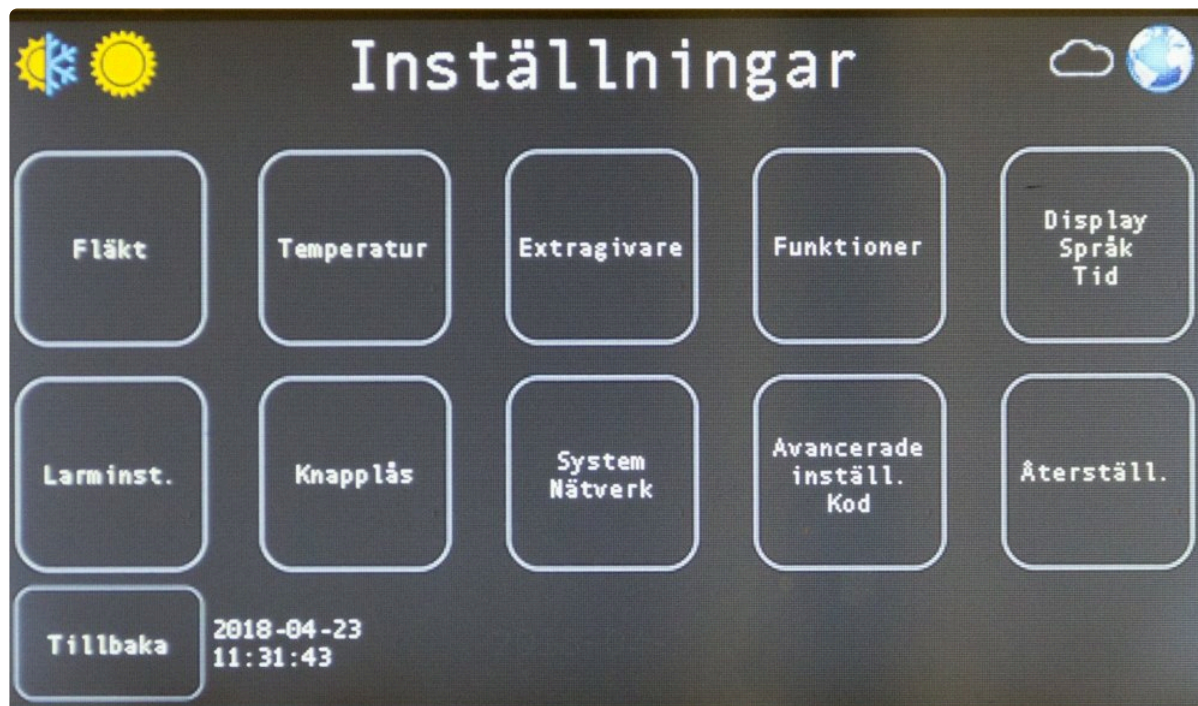 Inställningar
Fläkt
Temperatur
Extragivare
Funktioner
Display
Språk
Tid
Larminst.
Knapplås
System
Nätverk
Avancerade
inställ.
Kod
Återställ.
Tillbaka
2018-04-23
11:31:43